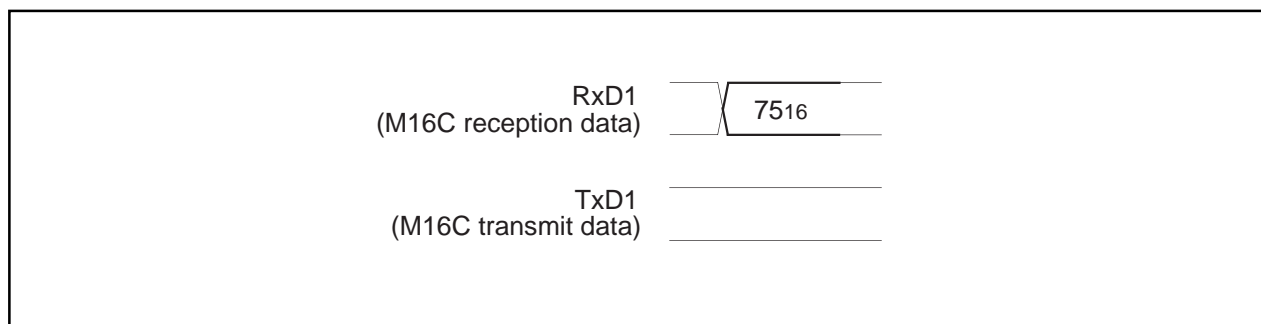 RxD1
(M16C reception data)
7516
TxD1
(M16C transmit data)